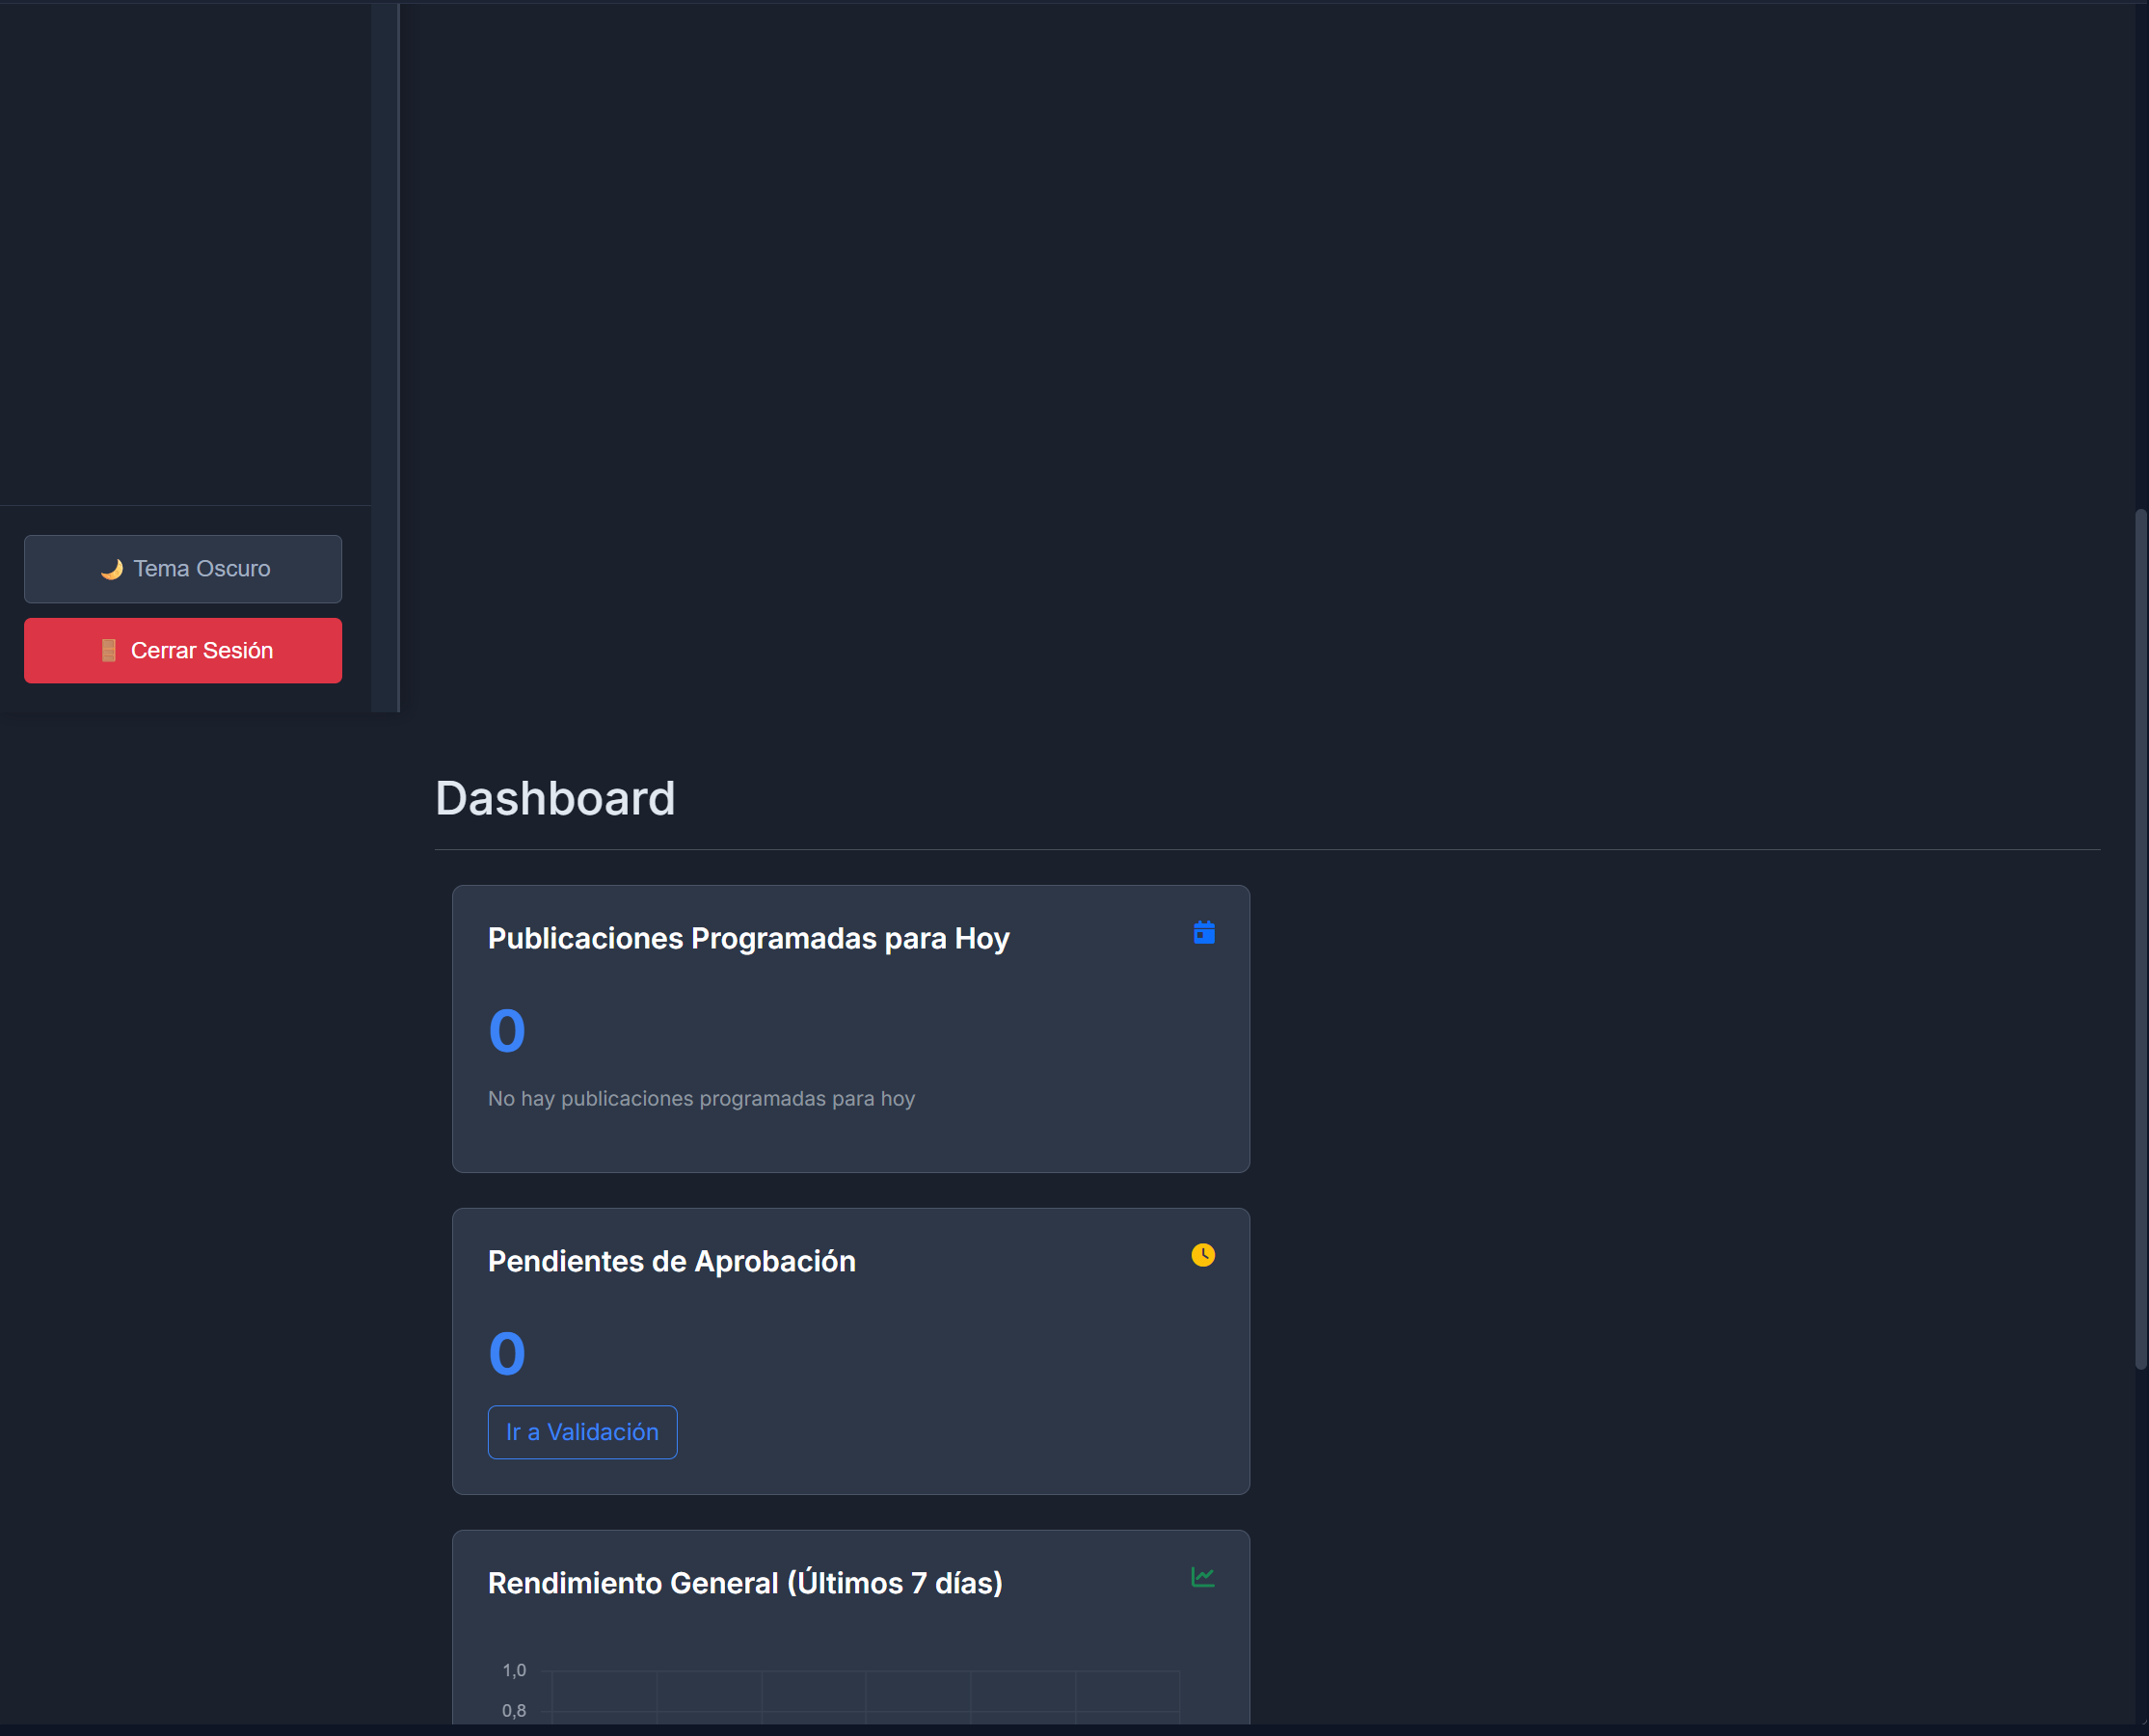 🌙 Tema Oscuro
🚪 Cerrar Sesión
Dashboard
Publicaciones Programadas para Hoy
0
No hay publicaciones programadas para hoy
Pendientes de Aprobación
0
Ir a Validación
Rendimiento General (Últimos 7 días)
1,0
0,8